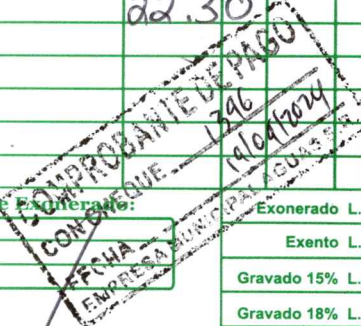 22.30
COMPROBANTE DE PAGO
CON CHEQUE 1396
FECHA 19/09/2024
EMPRESA MUNICIPAL AGUAS
Exonerado:
Exonerado L.
Exento L.
Gravado 15% L.
Gravado 18% L.